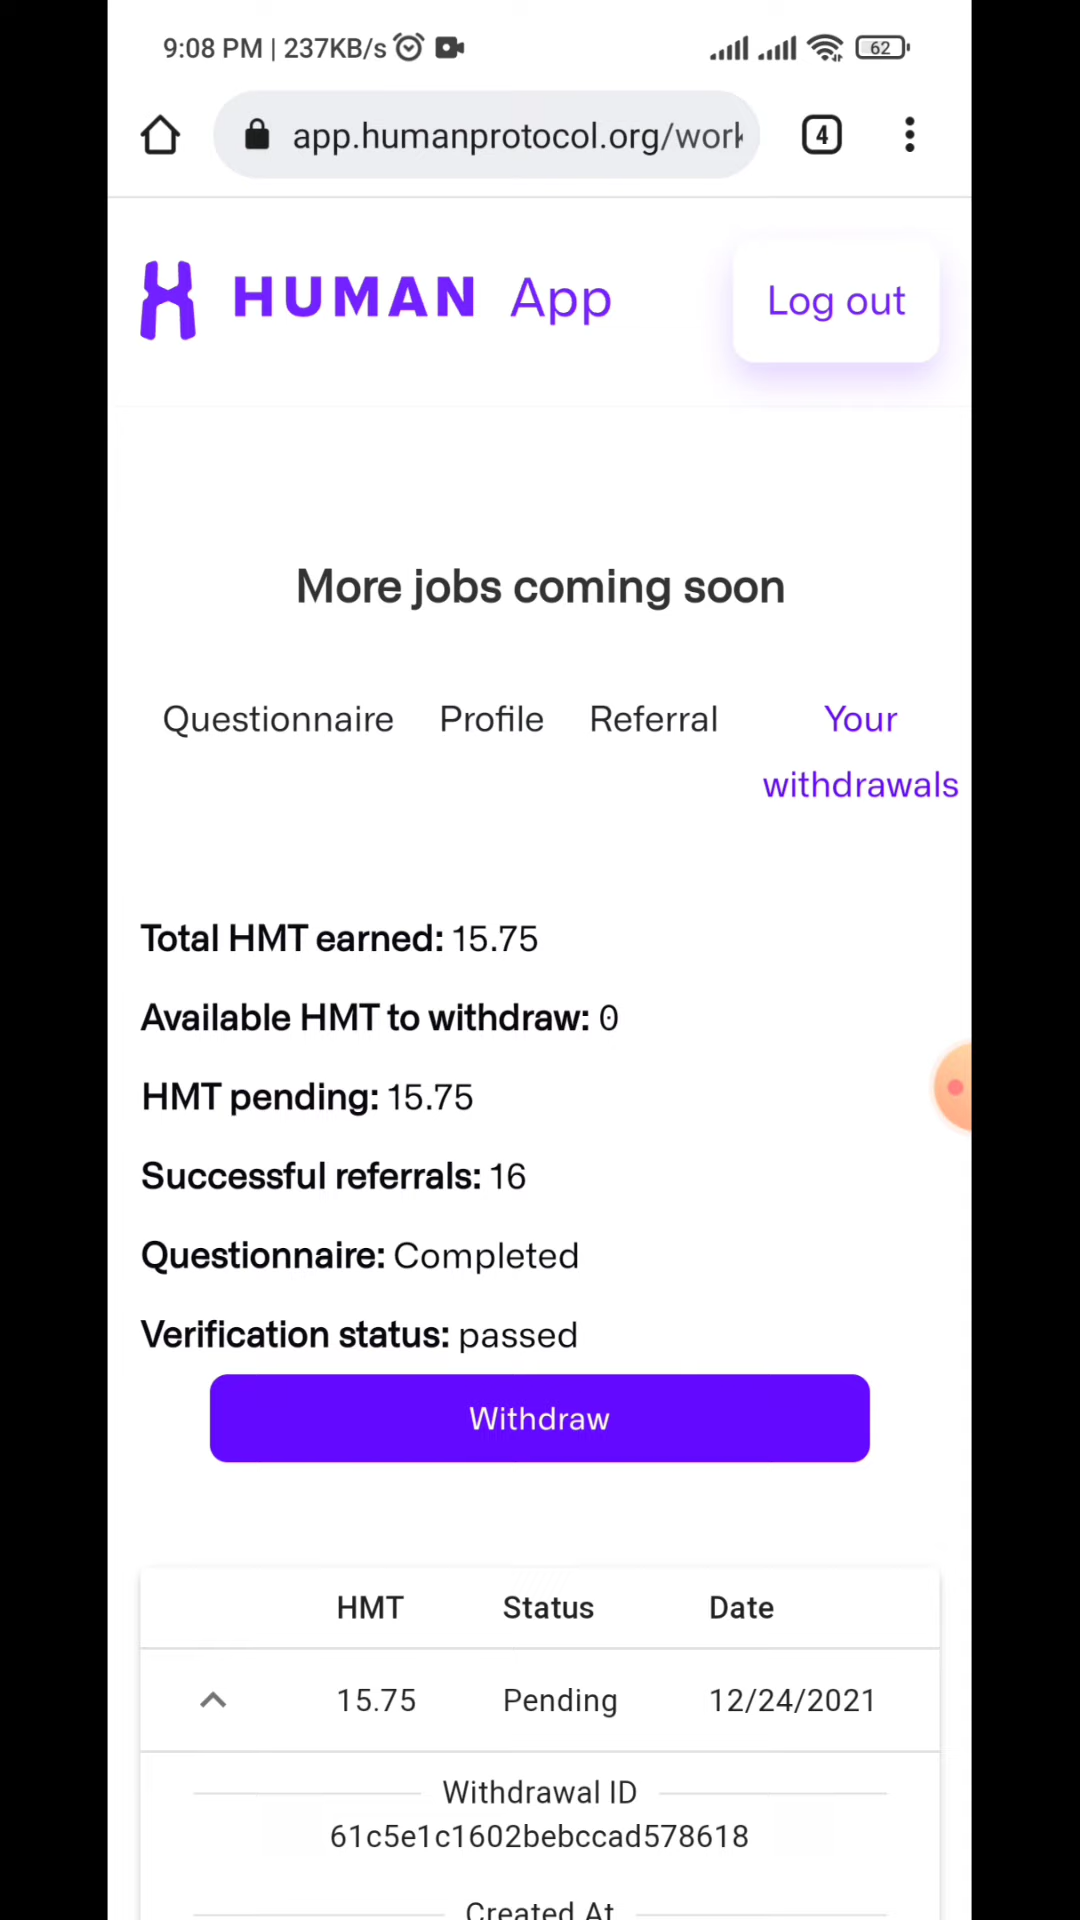 9:08 PM | 237KB/s 62
app.humanprotocol.org/work 4
HUMAN App Log out
More jobs coming soon
Questionnaire Profile Referral Your withdrawals
Total HMT earned: 15.75
Available HMT to withdraw: 0
HMT pending: 15.75
Successful referrals: 16
Questionnaire: Completed
Verification status: passed
Withdraw
HMT Status Date
15.75 Pending 12/24/2021
Withdrawal ID
61c5e1c1602bebccad578618
Created At